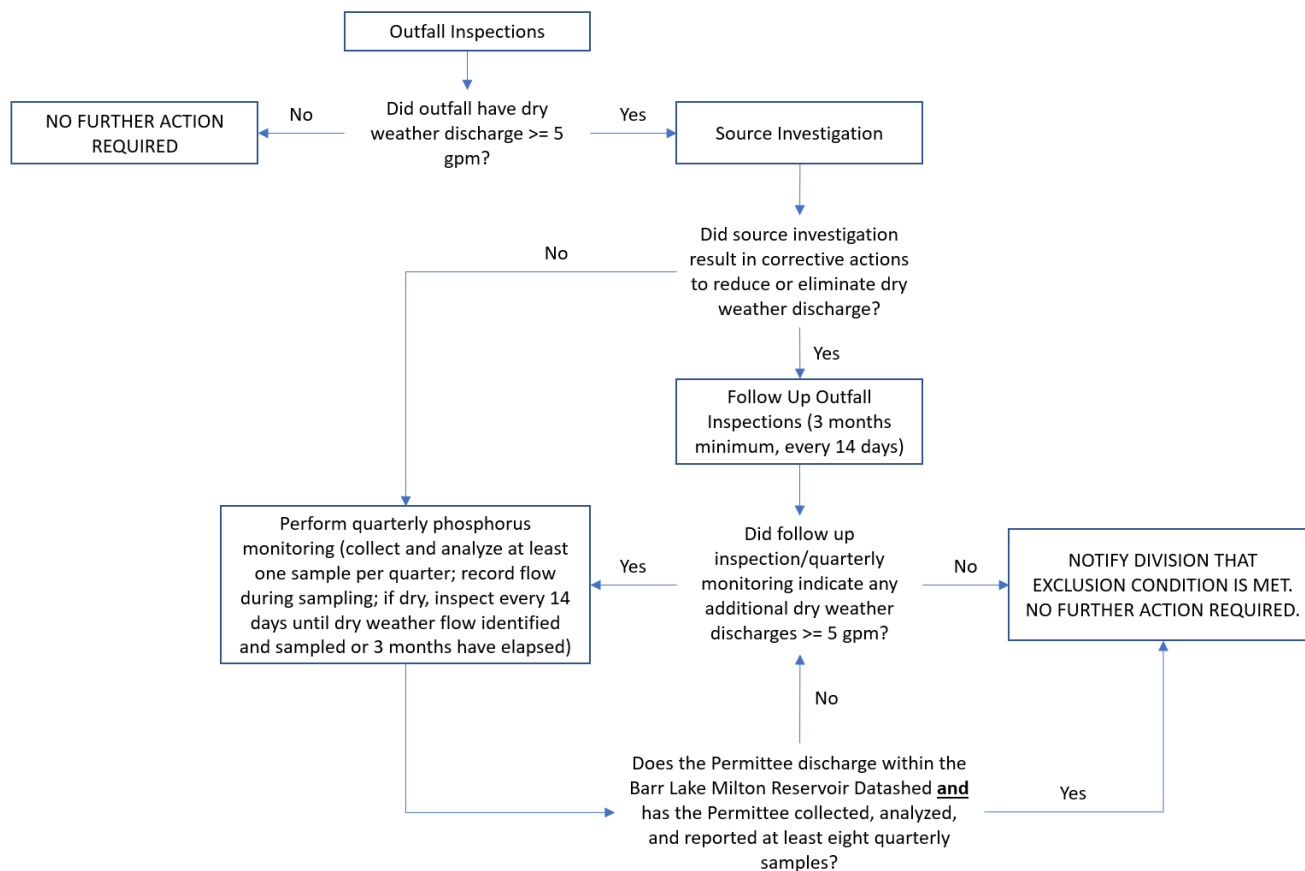 Outfall Inspections
NO FURTHER ACTION
REQUIRED
No
Did outfall have dry
weather discharge >= 5
gpm?
Yes
Source Investigation
Did source investigation
result in corrective actions
to reduce or eliminate dry
weather discharge?
No
Yes
Follow Up Outfall
Inspections (3 months
minimum, every 14 days)
Perform quarterly phosphorus
monitoring (collect and analyze at least
one sample per quarter; record flow
during sampling; if dry, inspect every 14
days until dry weather flow identified
and sampled or 3 months have elapsed)
Yes
Did follow up
inspection/quarterly
monitoring indicate any
additional dry weather
discharges >= 5 gpm?
No
NOTIFY DIVISION THAT
EXCLUSION CONDITION IS MET.
NO FURTHER ACTION REQUIRED.
No
Does the Permittee discharge within the
Barr Lake Milton Reservoir Datashed and
has the Permittee collected, analyzed,
and reported at least eight quarterly
samples?
Yes